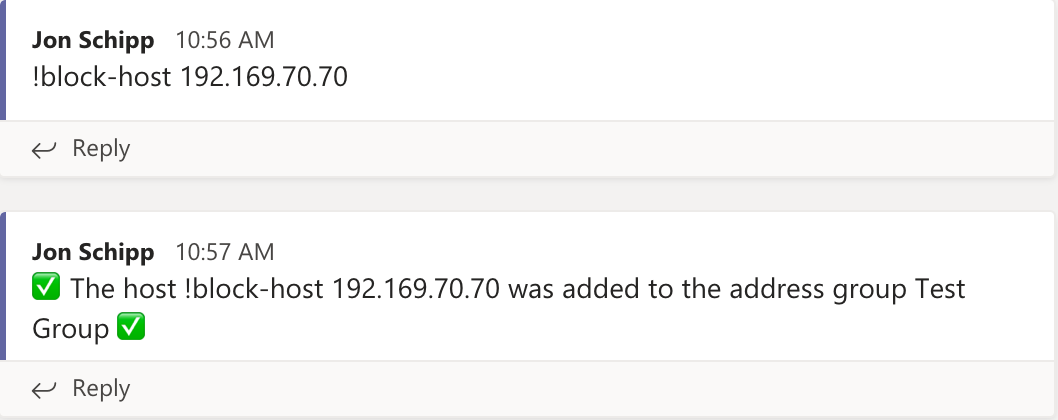 Jon Schipp 10:56 AM
!block-host 192.169.70.70
Reply
Jon Schipp 10:57 AM
✅ The host !block-host 192.169.70.70 was added to the address group Test
Group ✅
Reply